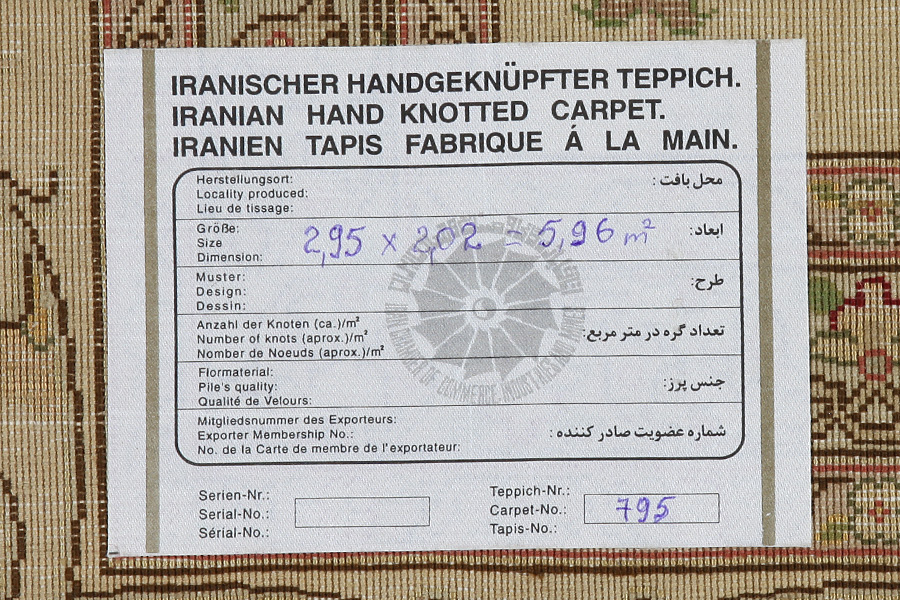 IRANISCHER HANDGEKNÜPFTER TEPPICH.
IRANIAN HAND KNOTTED CARPET.
IRANIEN TAPIS FABRIQUE Á LA MAIN.
Herstellungsort:
Locality produced:
Lieu de tissage:
محل بافت :
Größe:
Size
Dimension:
2,95 x 2,02 = 5,96 m²
ابعاد:
Muster:
Design:
Dessin:
طرح:
Anzahl der Knoten (ca.)/m²
Number of knots (aprox.)/m²
Nomber de Noeuds (aprox.)/m²
تعداد گره در متر مربع:
Flormaterial:
Pile's quality:
Qualité de Velours:
جنس پرز:
Mitgliedsnummer des Exporteurs:
Exporter Membership No.:
No. de la Carte de membre de l'exportateur:
شماره عضویت صادر کننده :
Serien-Nr.:
Serial-No.:
Sérial-No.:
Teppich-Nr.:
Carpet-No.:
Tapis-No.:
795